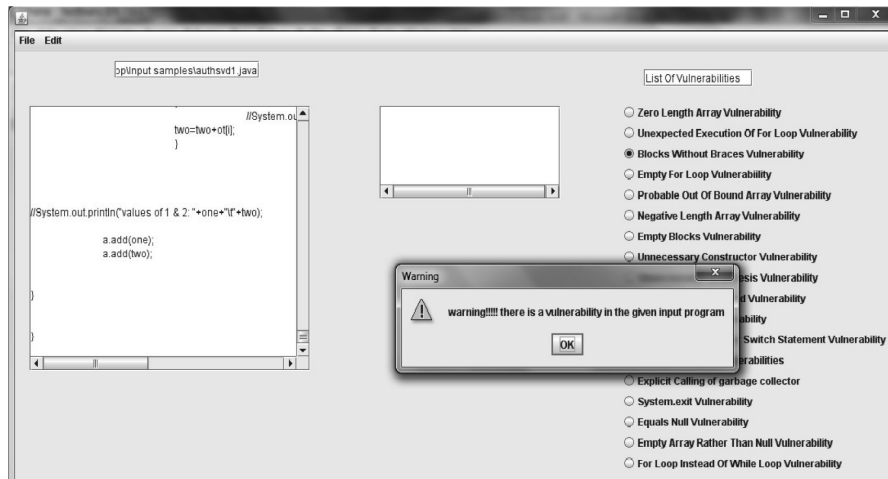 File Edit
op\Input samples\authsvd1.java
List Of Vulnerabilities
//System.ou
two=two+ot[i];
}
//System.out.println("values of 1 & 2: "+one+"\t"+two);
a.add(one);
a.add(two);
}
}
Zero Length Array Vulnerability
Unexpected Execution Of For Loop Vulnerability
Blocks Without Braces Vulnerability
Empty For Loop Vulnerability
Probable Out Of Bound Array Vulnerability
Negative Length Array Vulnerability
Empty Blocks Vulnerability
Unnecessary Constructor Vulnerability
Vulnerability
Vulnerability
Switch Statement Vulnerability
Explicit Calling of garbage collector
System.exit Vulnerability
Equals Null Vulnerability
Empty Array Rather Than Null Vulnerability
For Loop Instead Of While Loop Vulnerability
Warning
warning!!!!! there is a vulnerability in the given input program
OK